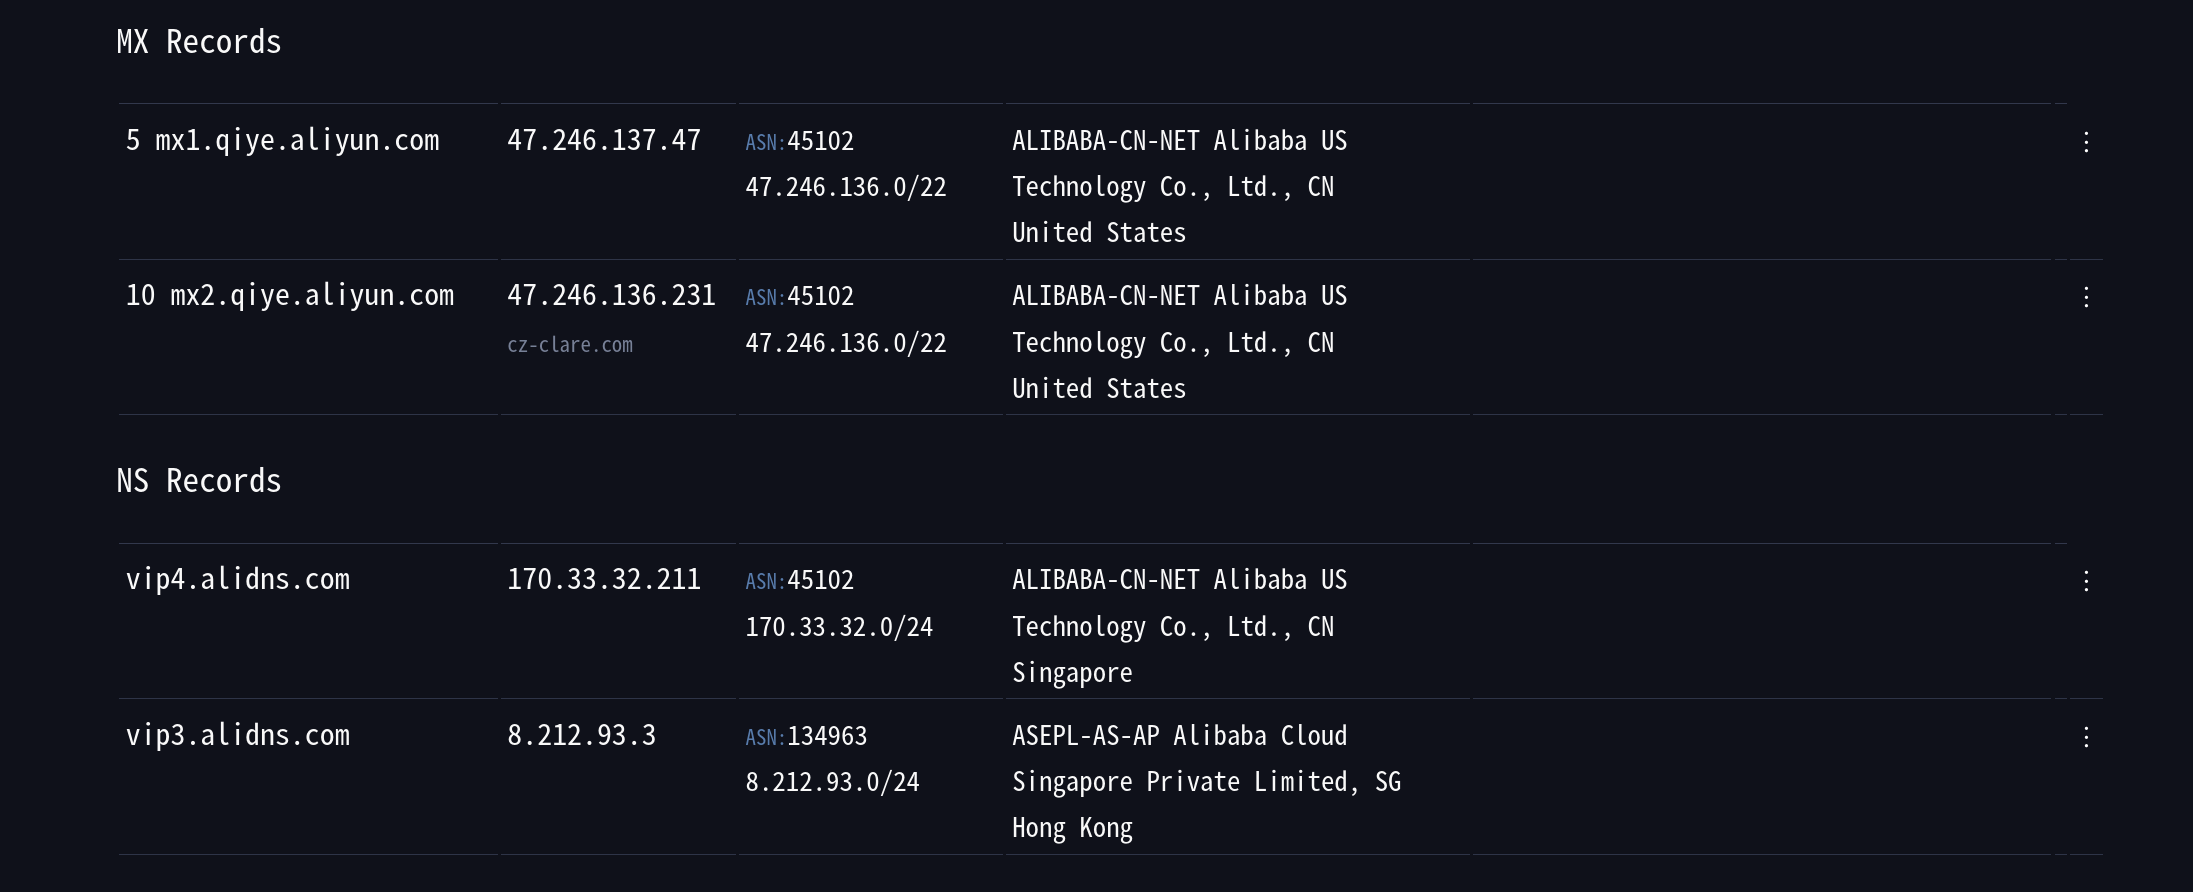 MX Records
5 mx1.qiye.aliyun.com 47.246.137.47 ASN:45102 ALIBABA-CN-NET Alibaba US
47.246.136.0/22 Technology Co., Ltd., CN
United States
10 mx2.qiye.aliyun.com 47.246.136.231 ASN:45102 ALIBABA-CN-NET Alibaba US
cz-clare.com 47.246.136.0/22 Technology Co., Ltd., CN
United States
NS Records
vip4.alidns.com 170.33.32.211 ASN:45102 ALIBABA-CN-NET Alibaba US
170.33.32.0/24 Technology Co., Ltd., CN
Singapore
vip3.alidns.com 8.212.93.3 ASN:134963 ASEPL-AS-AP Alibaba Cloud
8.212.93.0/24 Singapore Private Limited, SG
Hong Kong